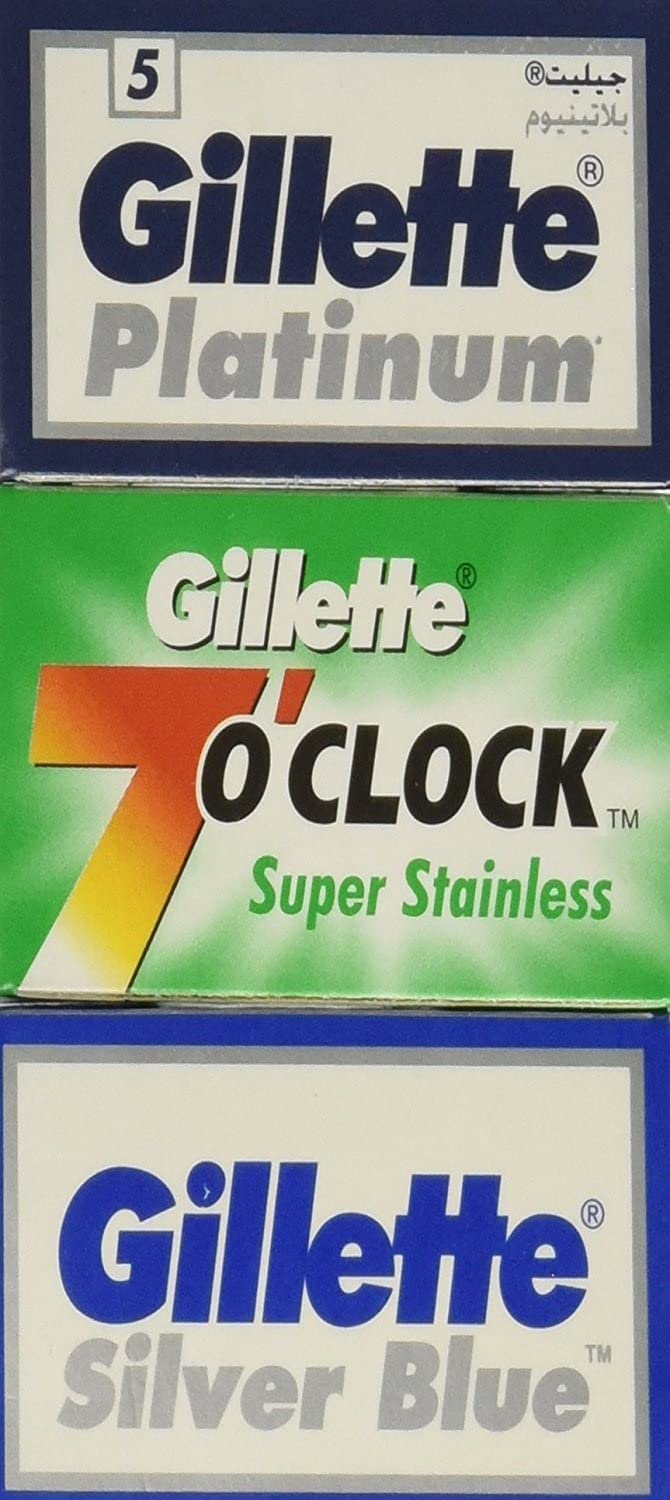 5
جيليت®
بلاتينيوم
Gillette®
Platinum
Gillette®
7 O'CLOCK™
Super Stainless
Gillette®
Silver Blue™